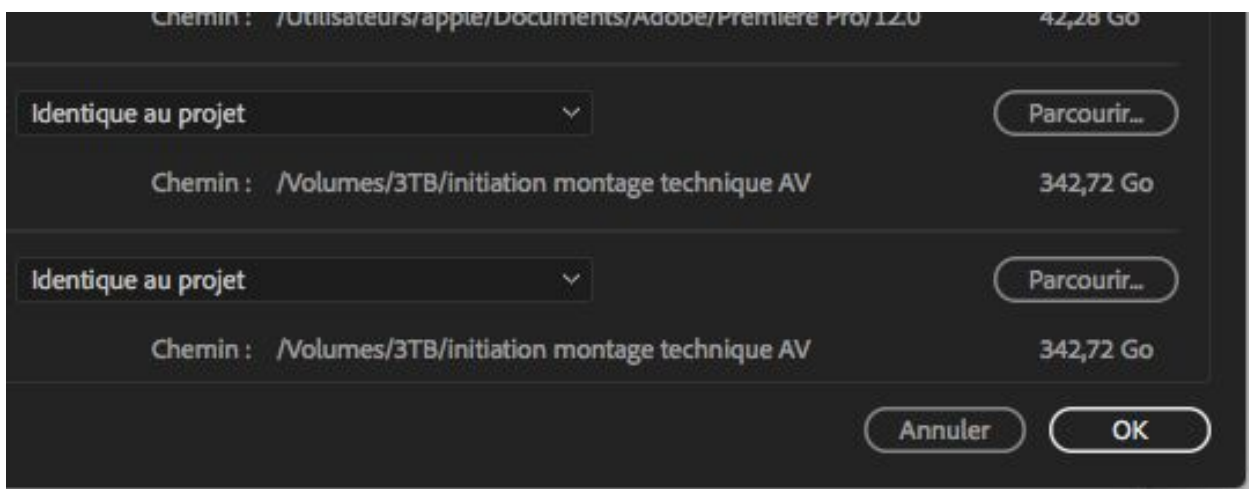 Chemin : /Utilisateurs/apple/Documents/Adobe/Premiere Pro/12.0 42,28 Go
Identique au projet Parcourir...
Chemin : /Volumes/3TB/initiation montage technique AV 342,72 Go
Identique au projet Parcourir...
Chemin : /Volumes/3TB/initiation montage technique AV 342,72 Go
Annuler OK